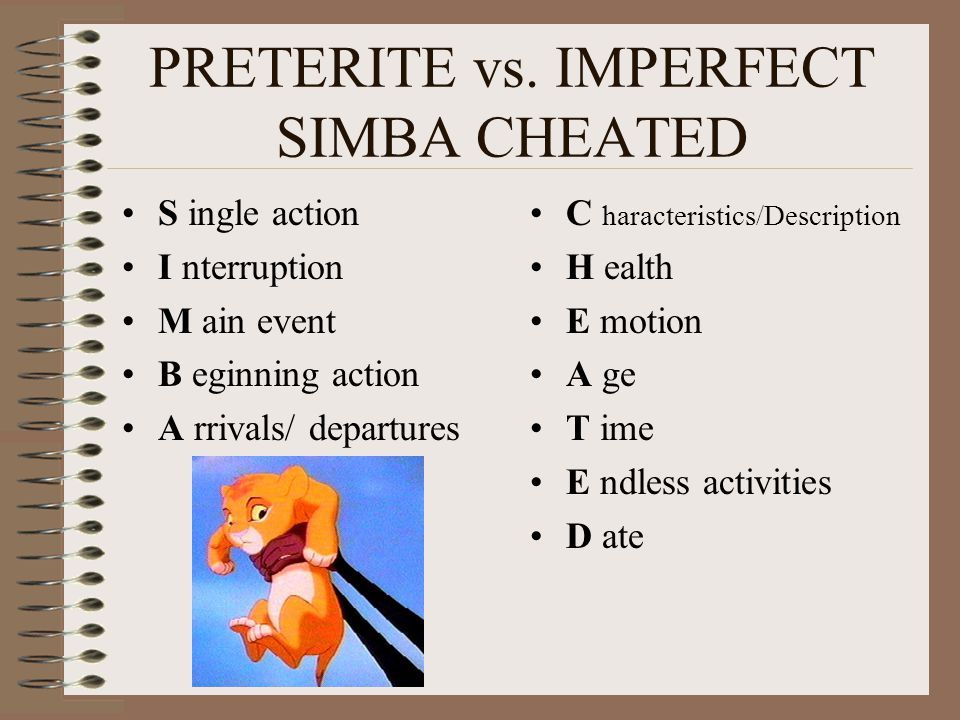 PRETERITE vs. IMPERFECT
SIMBA CHEATED
• S ingle action
• I nterruption
• M ain event
• B eginning action
• A rrivals/ departures
• C haracteristics/Description
• H ealth
• E motion
• A ge
• T ime
• E ndless activities
• D ate